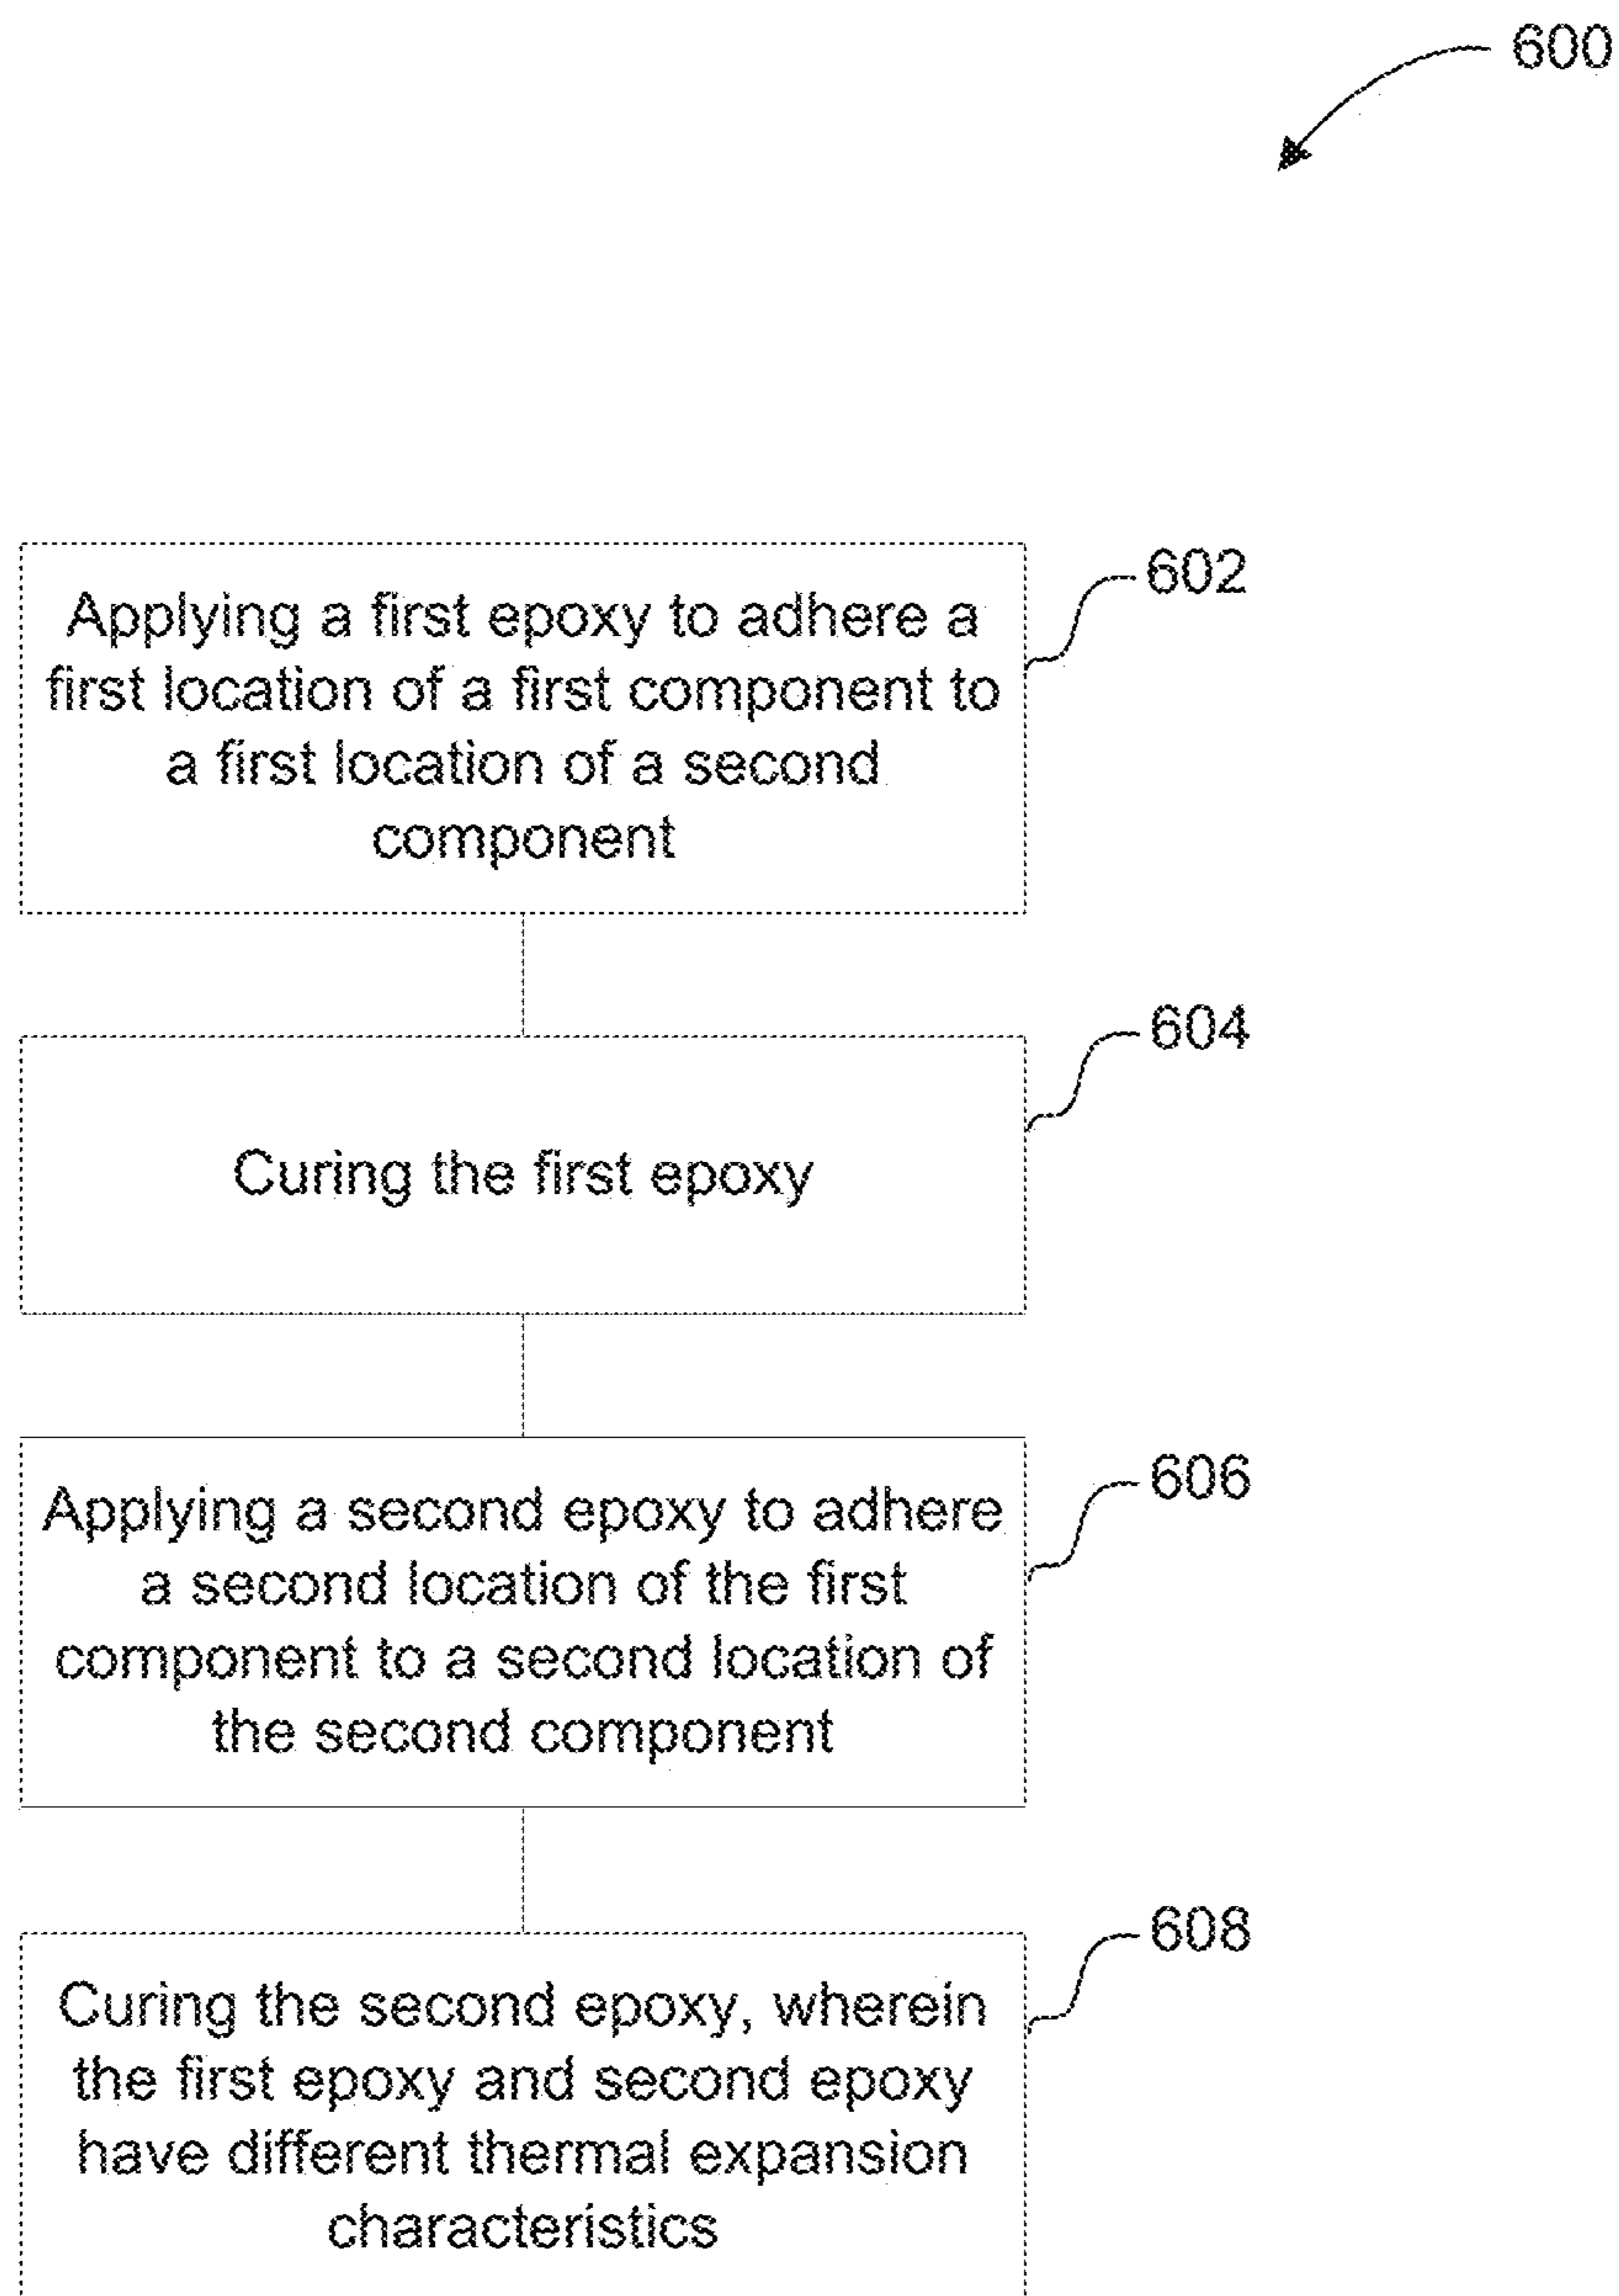 600
Applying a first epoxy to adhere a
first location of a first component to
a first location of a second
component
602
Curing the first epoxy
604
Applying a second epoxy to adhere
a second location of the first
component to a second location of
the second component
606
Curing the second epoxy, wherein
the first epoxy and second epoxy
have different thermal expansion
characteristics
608